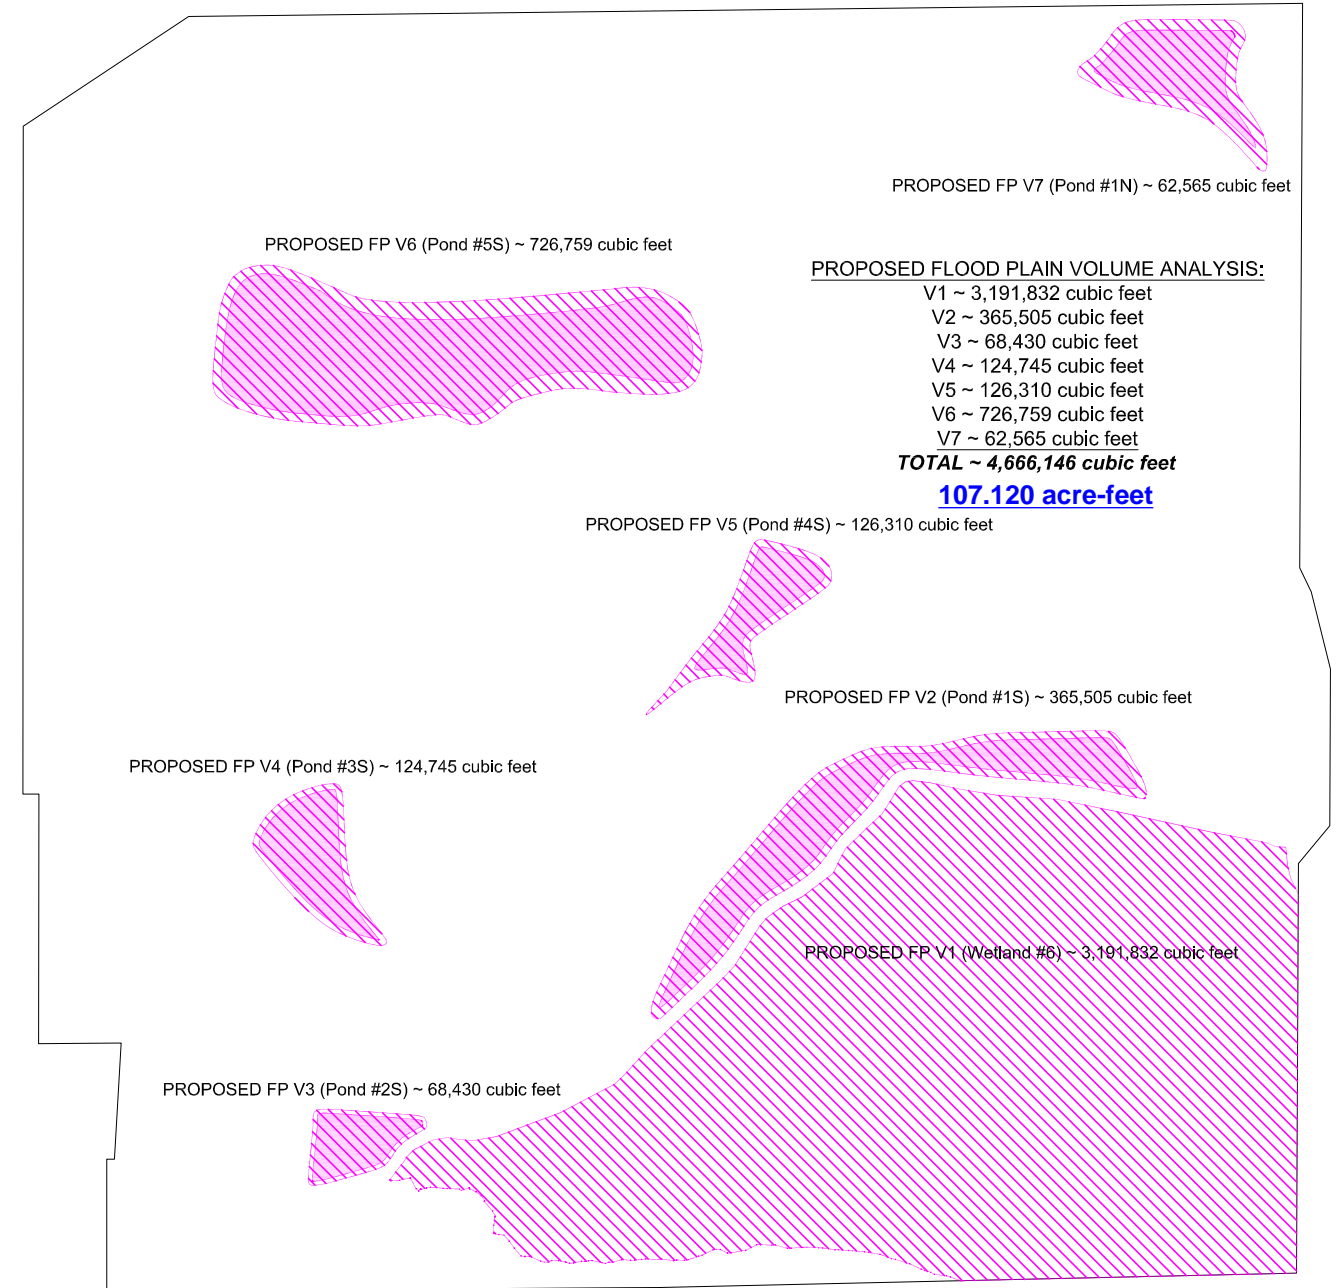 PROPOSED FP V7 (Pond #1N) ~ 62,565 cubic feet
PROPOSED FP V6 (Pond #5S) ~ 726,759 cubic feet
PROPOSED FLOOD PLAIN VOLUME ANALYSIS:
V1 ~ 3,191,832 cubic feet
V2 ~ 365,505 cubic feet
V3 ~ 68,430 cubic feet
V4 ~ 124,745 cubic feet
V5 ~ 126,310 cubic feet
V6 ~ 726,759 cubic feet
V7 ~ 62,565 cubic feet
TOTAL ~ 4,666,146 cubic feet
107.120 acre-feet
PROPOSED FP V5 (Pond #4S) ~ 126,310 cubic feet
PROPOSED FP V2 (Pond #1S) ~ 365,505 cubic feet
PROPOSED FP V4 (Pond #3S) ~ 124,745 cubic feet
PROPOSED FP V1 (Wetland #6) ~ 3,191,832 cubic feet
PROPOSED FP V3 (Pond #2S) ~ 68,430 cubic feet